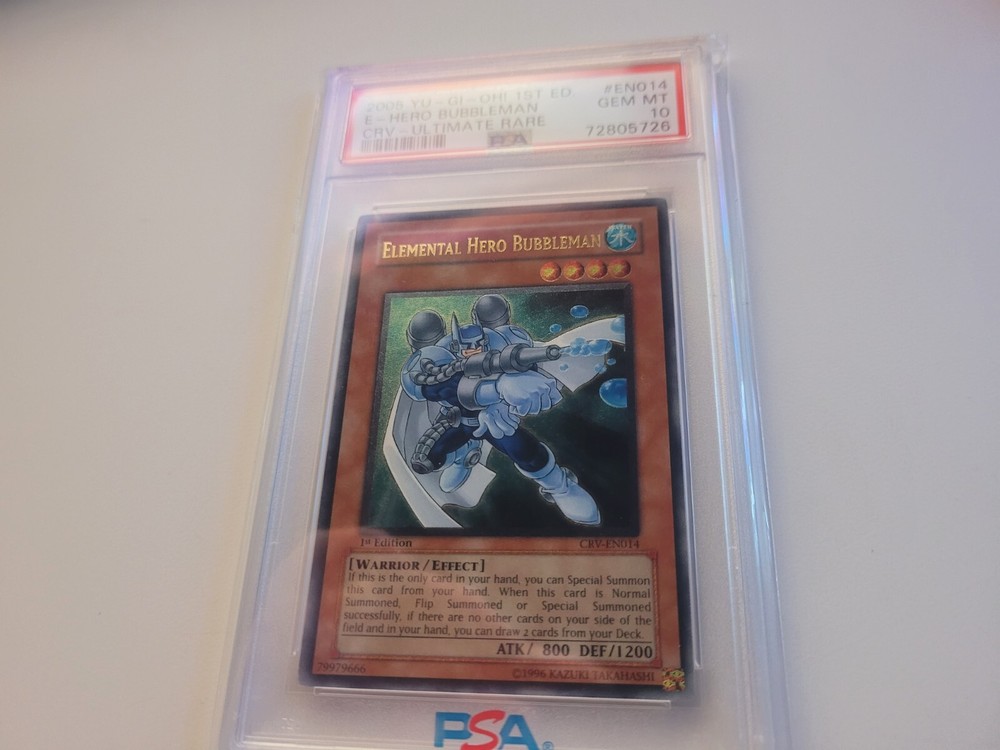 2005 YU-GI-OH! 1ST ED. #EN014
E-HERO BUBBLEMAN GEM MT
CRV-ULTIMATE RARE 10
72805726
PSA
ELEMENTAL HERO BUBBLEMAN 水
1st Edition CRV-EN014
[WARRIOR/EFFECT]
If this is the only card in your hand, you can Special Summon
this card from your hand. When this card is Normal
Summoned, Flip Summoned or Special Summoned
successfully, if there are no other cards on your side of the
field and in your hand, you can draw 2 cards from your Deck.
ATK/ 800 DEF/1200
79979666 ©1996 KAZUKI TAKAHASHI
PSA®